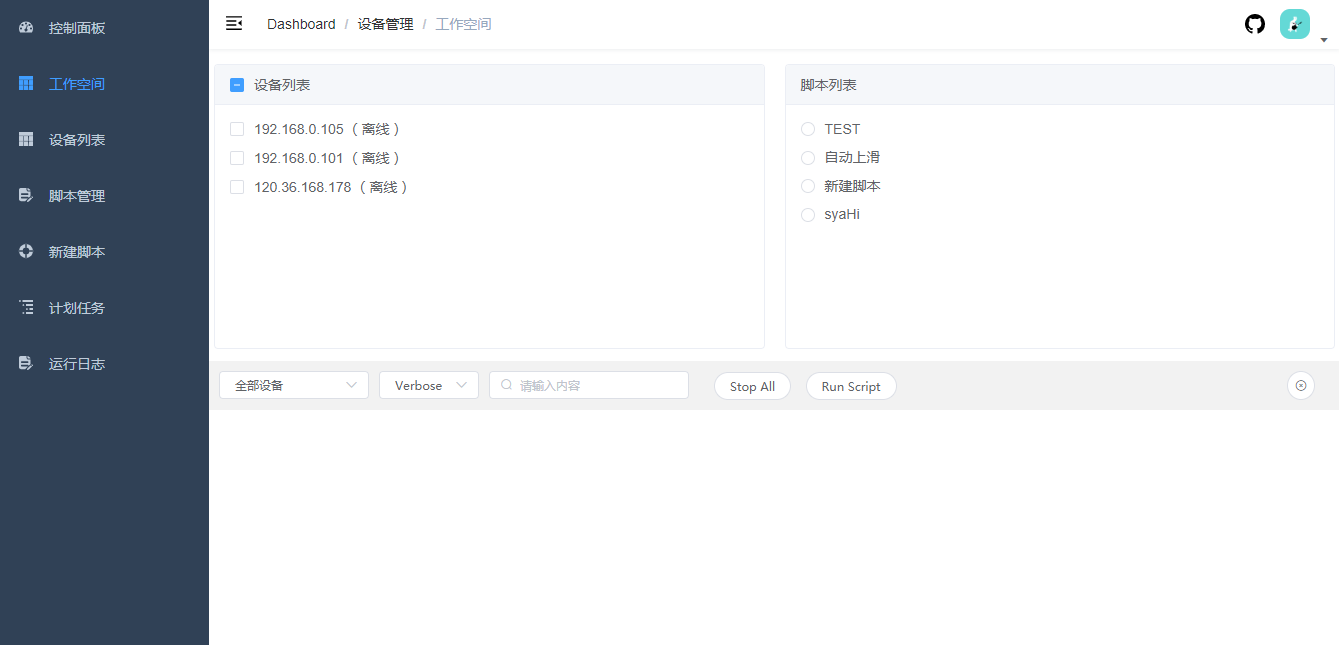 控制面板
工作空间
设备列表
脚本管理
新建脚本
计划任务
运行日志
Dashboard / 设备管理 / 工作空间
设备列表
192.168.0.105 （ 离线 ）
192.168.0.101 （ 离线 ）
120.36.168.178 （ 离线 ）
脚本列表
TEST
自动上滑
新建脚本
syaHi
全部设备 Verbose 请输入内容 Stop All Run Script